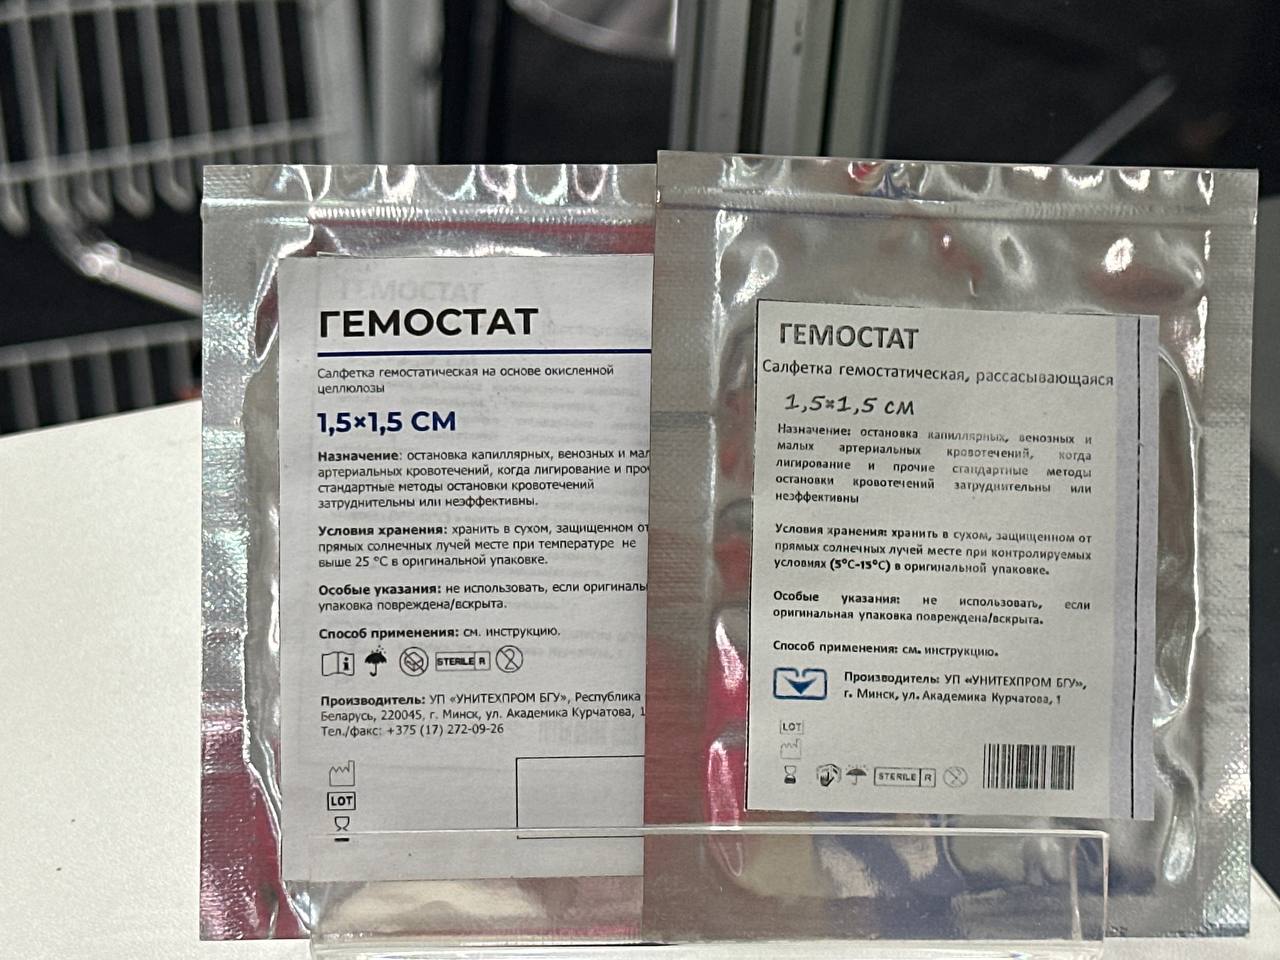 ГЕМОСТАТ
Салфетка гемостатическая на основе окисленной
целлюлозы
1,5×1,5 СМ
Назначение: остановка капиллярных, венозных и мал
артериальных кровотечений, когда лигирование и проч
стандартные методы остановки кровотечений
затруднительны или неэффективны.
Условия хранения: хранить в сухом, защищенном от
прямых солнечных лучей месте при температуре не
выше 25 °С в оригинальной упаковке.
Особые указания: не использовать, если оригиналь
упаковка повреждена/вскрыта.
Способ применения: см. инструкцию.
STERILE R
2
Производитель: УП «УНИТЕХПРОМ БГУ», Республика
Беларусь, 220045, г. Минск, ул. Академика Курчатова, 1
Тел./факс: +375 (17) 272-09-26
LOT
ГЕМОСТАТ
Салфетка гемостатическая, рассасывающаяся
1,5×1,5 см
Назначение: остановка капиллярных, венозных и
малых артериальных кровотечений, когда
лигирование и прочие стандартные методы
остановки кровотечений затруднительны или
неэффективны
Условия хранения: хранить в сухом, защищенном от
прямых солнечных лучей месте при контролируемых
условиях (5°С-15°С) в оригинальной упаковке.
Особые указания: не использовать, если
оригинальная упаковка повреждена/вскрыта.
Способ применения: см. инструкцию.
Производитель: УП «УНИТЕХПРОМ БГУ»,
г. Минск, ул. Академика Курчатова, 1
LOT
STERILE R
2